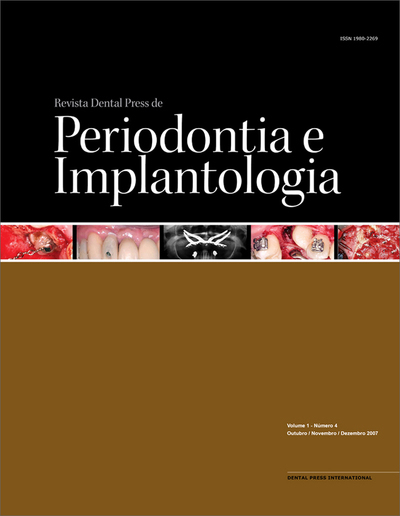 ISSN 1980-2269
Revista Dental Press de
Periodontia e
Implantologia
Volume 1 - Número 4
Outubro / Novembro / Dezembro 2007
DENTAL PRESS INTERNATIONAL